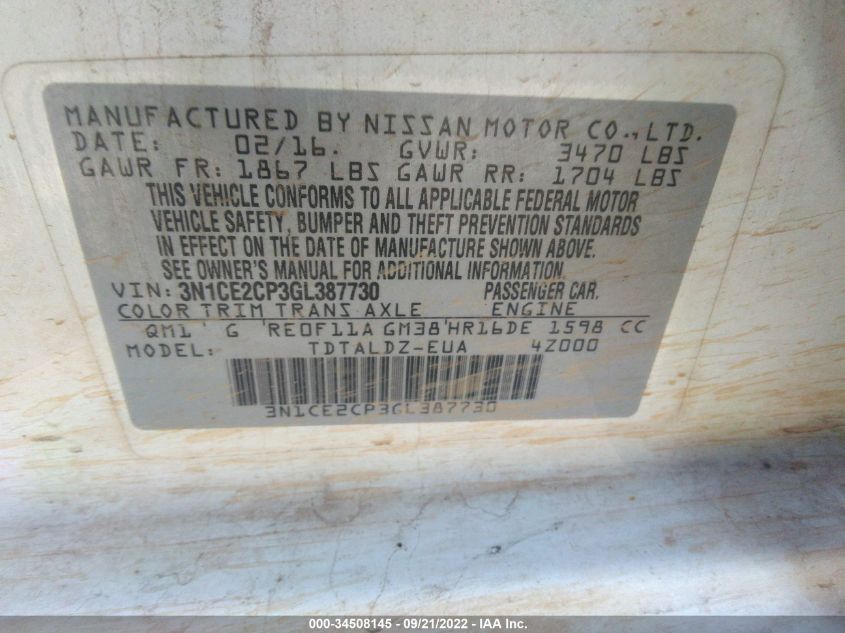 MANUFACTURED BY NISSAN MOTOR CO., LTD.
DATE: 02/16. GVWR: 3470 LBS
GAWR FR: 1867 LBS GAWR RR: 1704 LBS
THIS VEHICLE CONFORMS TO ALL APPLICABLE FEDERAL MOTOR
VEHICLE SAFETY, BUMPER AND THEFT PREVENTION STANDARDS
IN EFFECT ON THE DATE OF MANUFACTURE SHOWN ABOVE.
SEE OWNER'S MANUAL FOR ADDITIONAL INFORMATION
VIN: 3N1CE2CP3GL387730 PASSENGER CAR.
COLOR TRIM TRANS AXLE ENGINE
QM1 ' G 'RE0F11A GM38'HR16DE 1598 CC
MODEL: TDTALDZ-EUA 4Z000
3N1CE2CP3GL387730
000-34508145 - 09/21/2022 - IAA Inc.